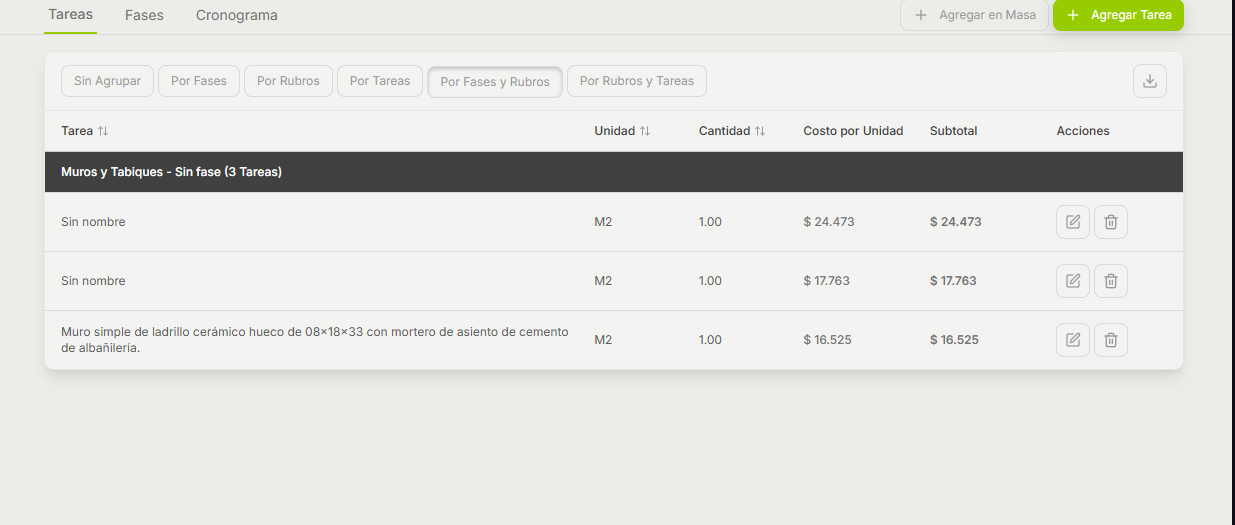 Tareas Fases Cronograma Agregar en Masa Agregar Tarea
Sin Agrupar Por Fases Por Rubros Por Tareas Por Fases y Rubros Por Rubros y Tareas
Tarea Unidad Cantidad Costo por Unidad Subtotal Acciones
Muros y Tabiques - Sin fase (3 Tareas)
Sin nombre M2 1.00 $ 24.473 $ 24.473
Sin nombre M2 1.00 $ 17.763 $ 17.763
Muro simple de ladrillo cerámico hueco de 08x18x33 con mortero de asiento de cemento
de albañilería. M2 1.00 $ 16.525 $ 16.525